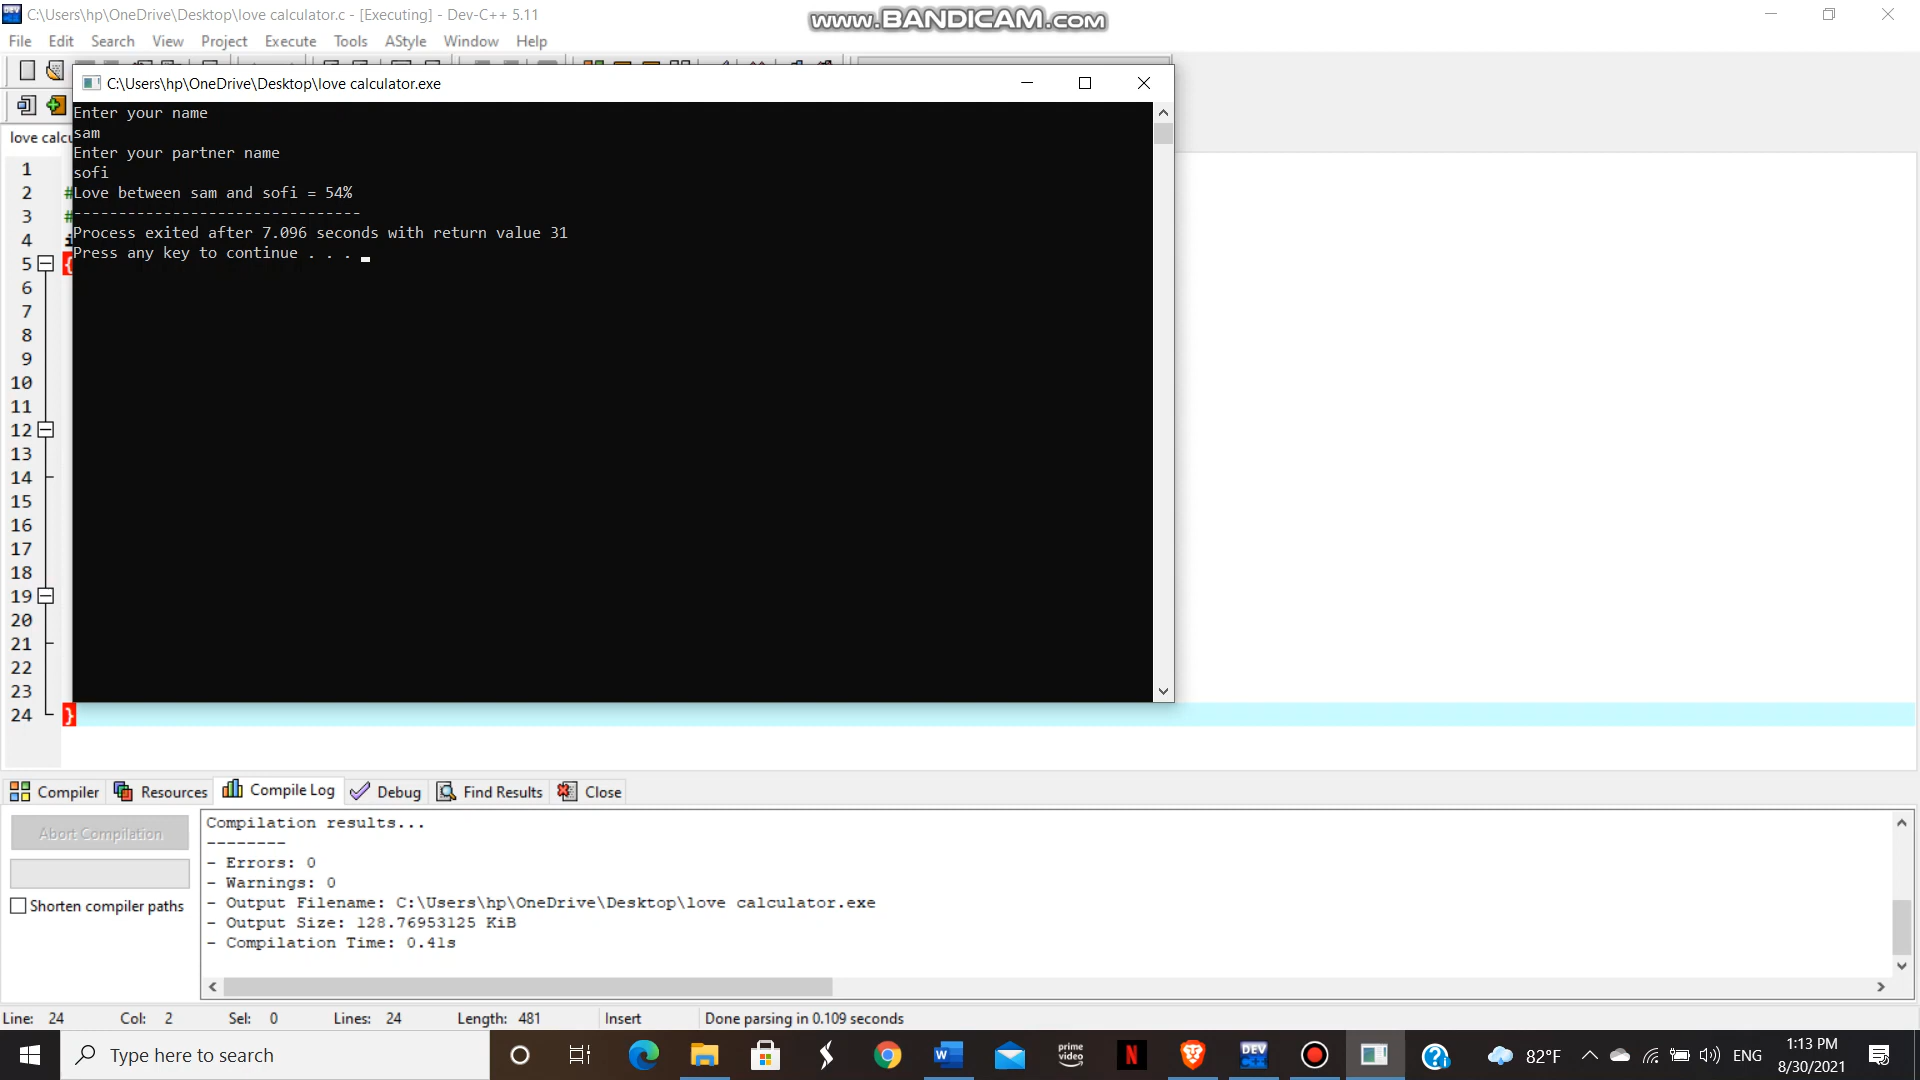 C:\Users\hp\OneDrive\Desktop\love calculator.c - [Executing] - Dev-C++ 5.11
www.BANDICAM.com
File Edit Search View Project Execute Tools AStyle Window Help
C:\Users\hp\OneDrive\Desktop\love calculator.exe
love calcu
Enter your name
sam
Enter your partner name
sofi
Love between sam and sofi = 54%
--------------------------------
Process exited after 7.096 seconds with return value 31
Press any key to continue . . .
1
2 #
3 #
4 i
5 {
6
7
8
9
10
11
12
13
14
15
16
17
18
19
20
21
22
23
24 }
Compiler Resources Compile Log Debug Find Results Close
Abort Compilation
Shorten compiler paths
Compilation results...
--------
- Errors: 0
- Warnings: 0
- Output Filename: C:\Users\hp\OneDrive\Desktop\love calculator.exe
- Output Size: 128.76953125 KiB
- Compilation Time: 0.41s
Line: 24 Col: 2 Sel: 0 Lines: 24 Length: 481 Insert Done parsing in 0.109 seconds
Type here to search
prime video
N
DEV C++
82°F
ENG
1:13 PM
8/30/2021